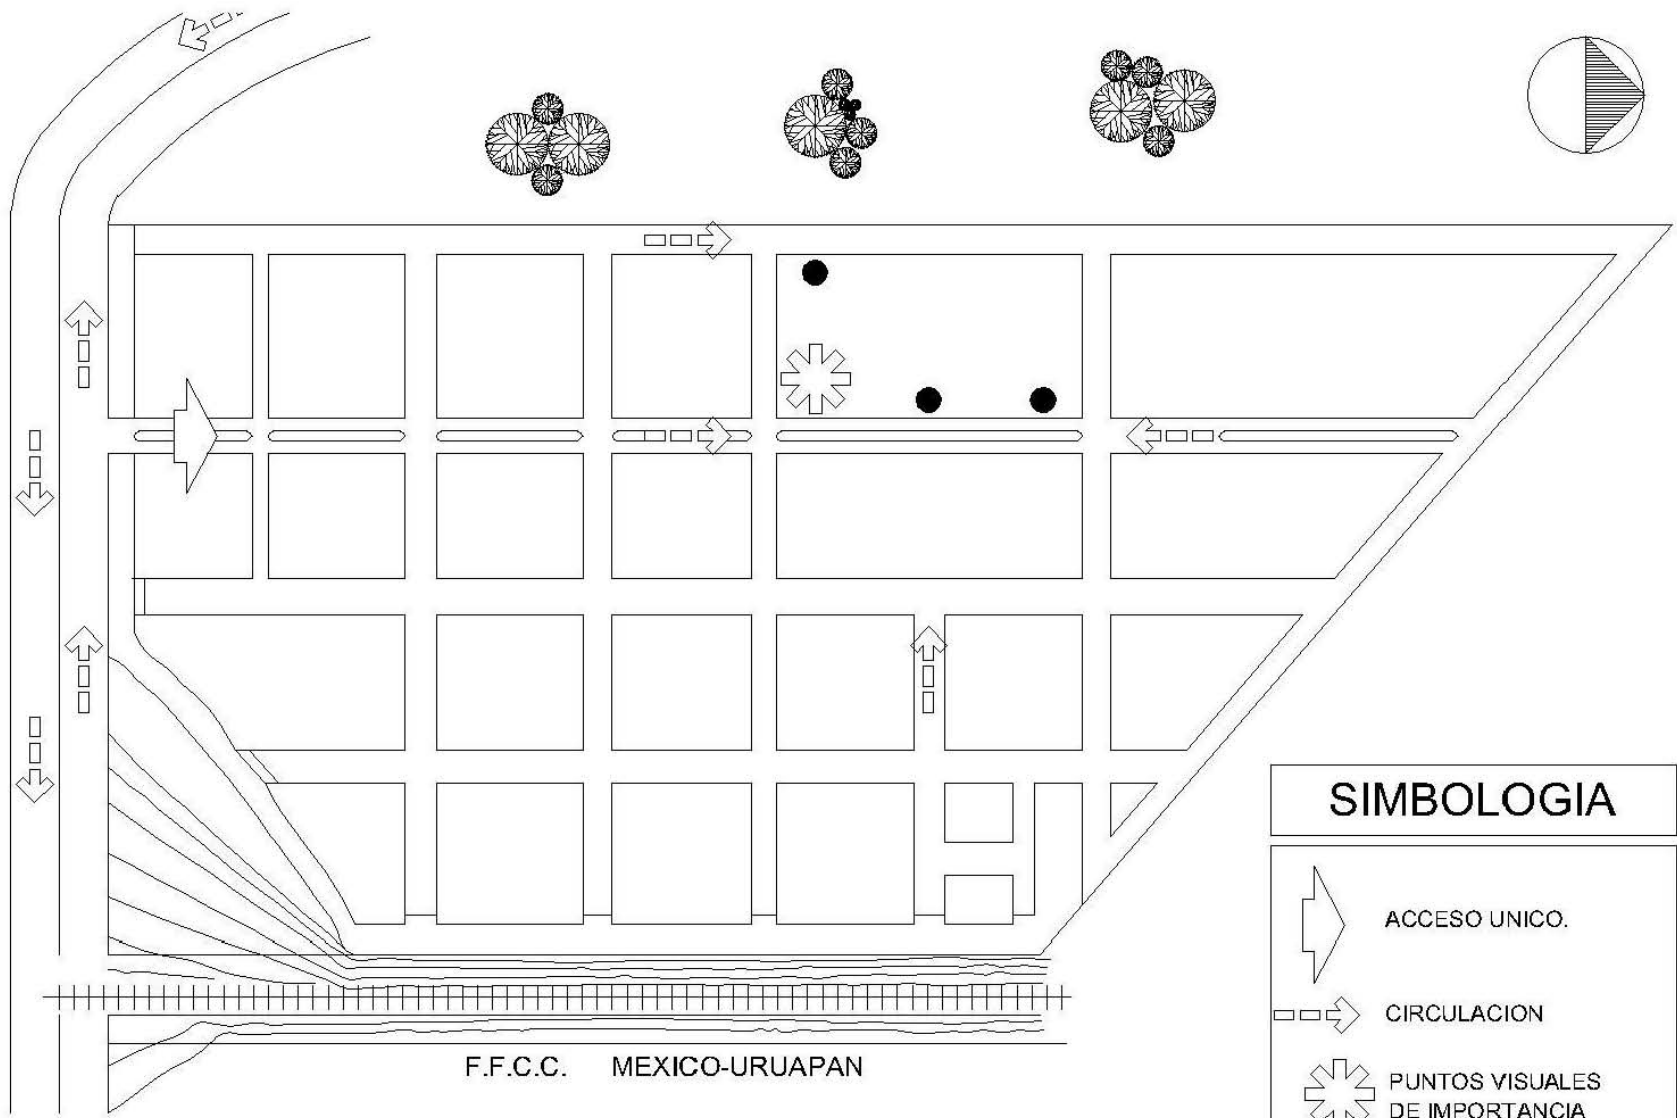 SIMBOLOGIA
ACCESO UNICO.
CIRCULACION
PUNTOS VISUALES
DE IMPORTANCIA
F.F.C.C. MEXICO-URUAPAN